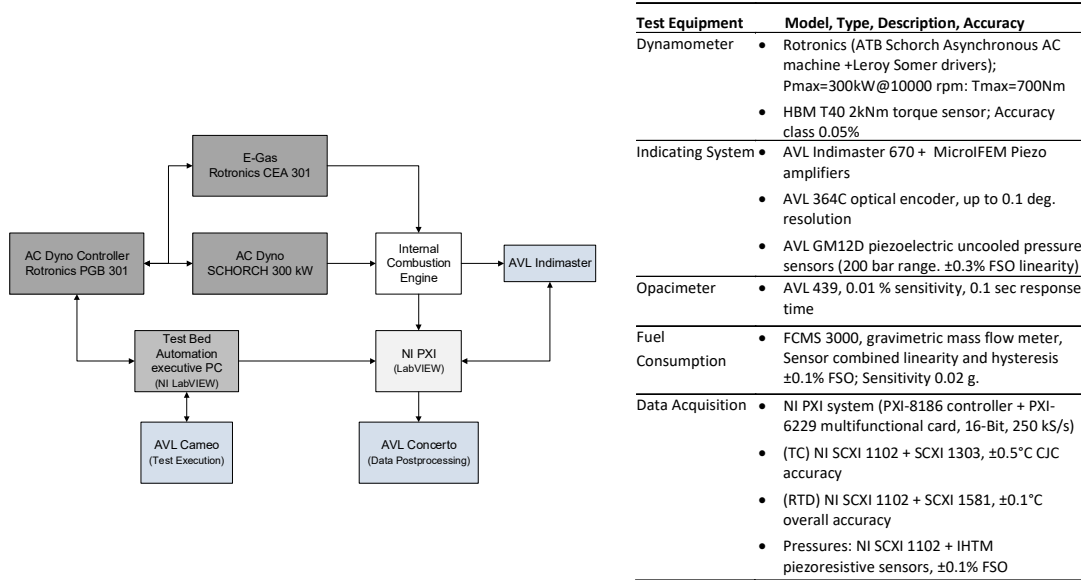 E-Gas
Rotronics CEA 301
AC Dyno Controller
Rotronics PGB 301
AC Dyno
SCHORCH 300 kW
Internal
Combustion
Engine
AVL Indimaster
Test Bed
Automation
executive PC
(NI LabVIEW)
NI PXI
(LabVIEW)
AVL Cameo
(Test Execution)
AVL Concerto
(Data Postprocessing)
Test Equipment Model, Type, Description, Accuracy
Dynamometer • Rotronics (ATB Schorch Asynchronous AC
machine +Leroy Somer drivers);
Pmax=300kW@10000 rpm: Tmax=700Nm
• HBM T40 2kNm torque sensor; Accuracy
class 0.05%
Indicating System • AVL Indimaster 670 + MicroIFEM Piezo
amplifiers
• AVL 364C optical encoder, up to 0.1 deg.
resolution
• AVL GM12D piezoelectric uncooled pressure
sensors (200 bar range. ±0.3% FSO linearity)
Opacimeter • AVL 439, 0.01 % sensitivity, 0.1 sec response
time
Fuel • FCMS 3000, gravimetric mass flow meter,
Consumption Sensor combined linearity and hysteresis
±0.1% FSO; Sensitivity 0.02 g.
Data Acquisition • NI PXI system (PXI-8186 controller + PXI-
6229 multifunctional card, 16-Bit, 250 kS/s)
• (TC) NI SCXI 1102 + SCXI 1303, ±0.5°C CJC
accuracy
• (RTD) NI SCXI 1102 + SCXI 1581, ±0.1°C
overall accuracy
• Pressures: NI SCXI 1102 + IHTM
piezoresistive sensors, ±0.1% FSO